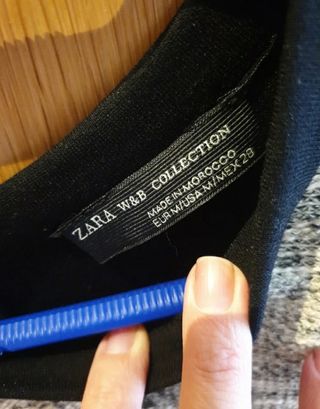 ZARA W&B COLLECTION
MADE IN MOROCCO
EUR M/USA M/MEX 28